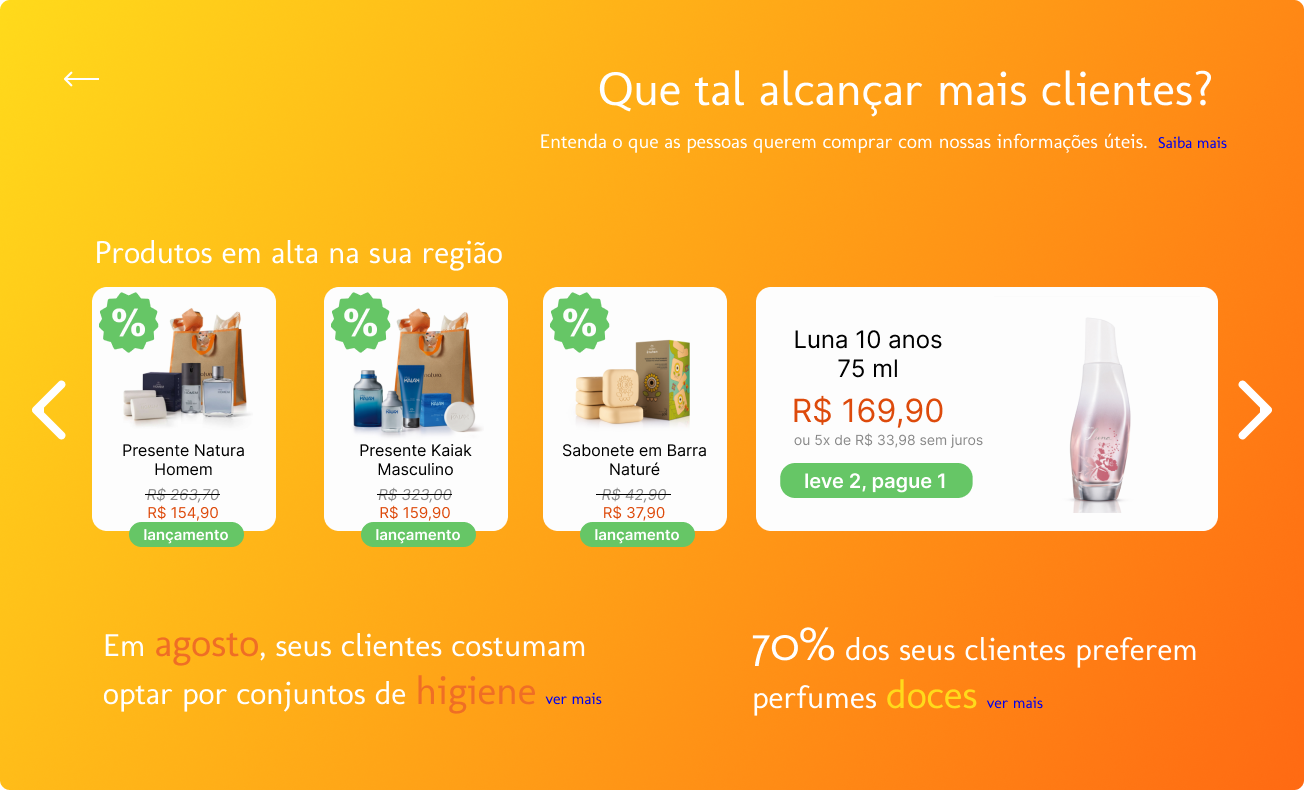 Que tal alcançar mais clientes?
Entenda o que as pessoas querem comprar com nossas informações úteis. Saiba mais
Produtos em alta na sua região
%
Presente Natura
Homem
R$ 263,70
R$ 154,90
lançamento
%
Presente Kaiak
Masculino
R$ 323,00
R$ 159,90
lançamento
%
Sabonete em Barra
Naturé
R$ 42,90
R$ 37,90
lançamento
Luna 10 anos
75 ml
R$ 169,90
ou 5x de R$ 33,98 sem juros
leve 2, pague 1
Em agosto, seus clientes costumam
optar por conjuntos de higiene ver mais
70% dos seus clientes preferem
perfumes doces ver mais